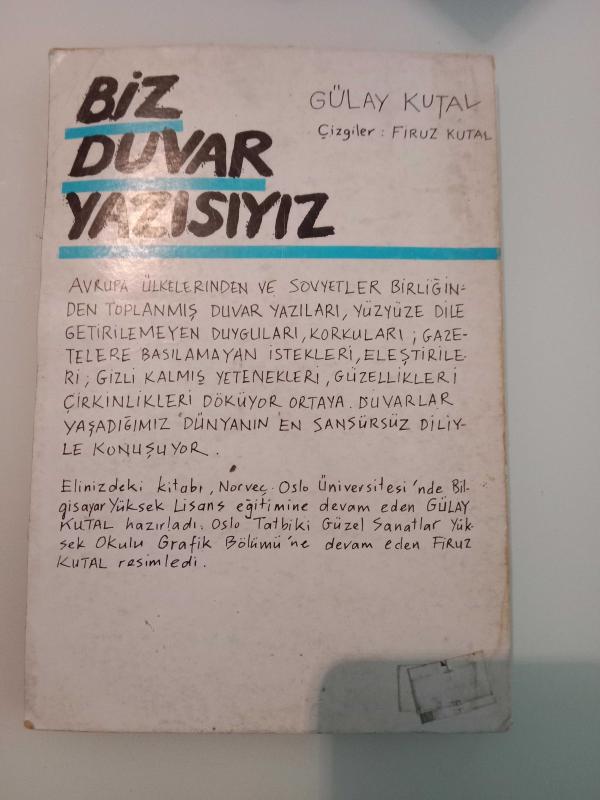 BİZ
DUVAR
YAZISIYIZ
GÜLAY KUTAL
Çizgiler : FİRUZ KUTAL
AVRUPA ÜLKELERİNDEN VE SOVYETLER BİRLİĞİN-
DEN TOPLANMIŞ DUVAR YAZILARI, YÜZYÜZE DİLE
GETİRİLEMEYEN DUYGULARI, KORKULARI ; GAZE-
TELERE BASILAMAYAN İSTEKLERİ, ELEŞTİRİLE-
Rİ ; GİZLİ KALMIŞ YETENEKLERİ, GÜZELLİKLERİ
ÇİRKİNLİKLERİ DÖKÜYOR ORTAYA. DUVARLAR
YAŞADIĞIMIZ DÜNYANIN EN SANSÜRSÜZ DİLİY-
LE KONUŞUYOR.
Elinizdeki kitabı, Norveç. Oslo Üniversitesi'nde Bil-
gisayar Yüksek Lisans eğitimine devam eden GÜLAY
KUTAL hazırladı. Oslo Tatbiki Güzel Sanatlar Yük-
sek Okulu Grafik Bölümü'ne devam eden FİRUZ
KUTAL resimledi.